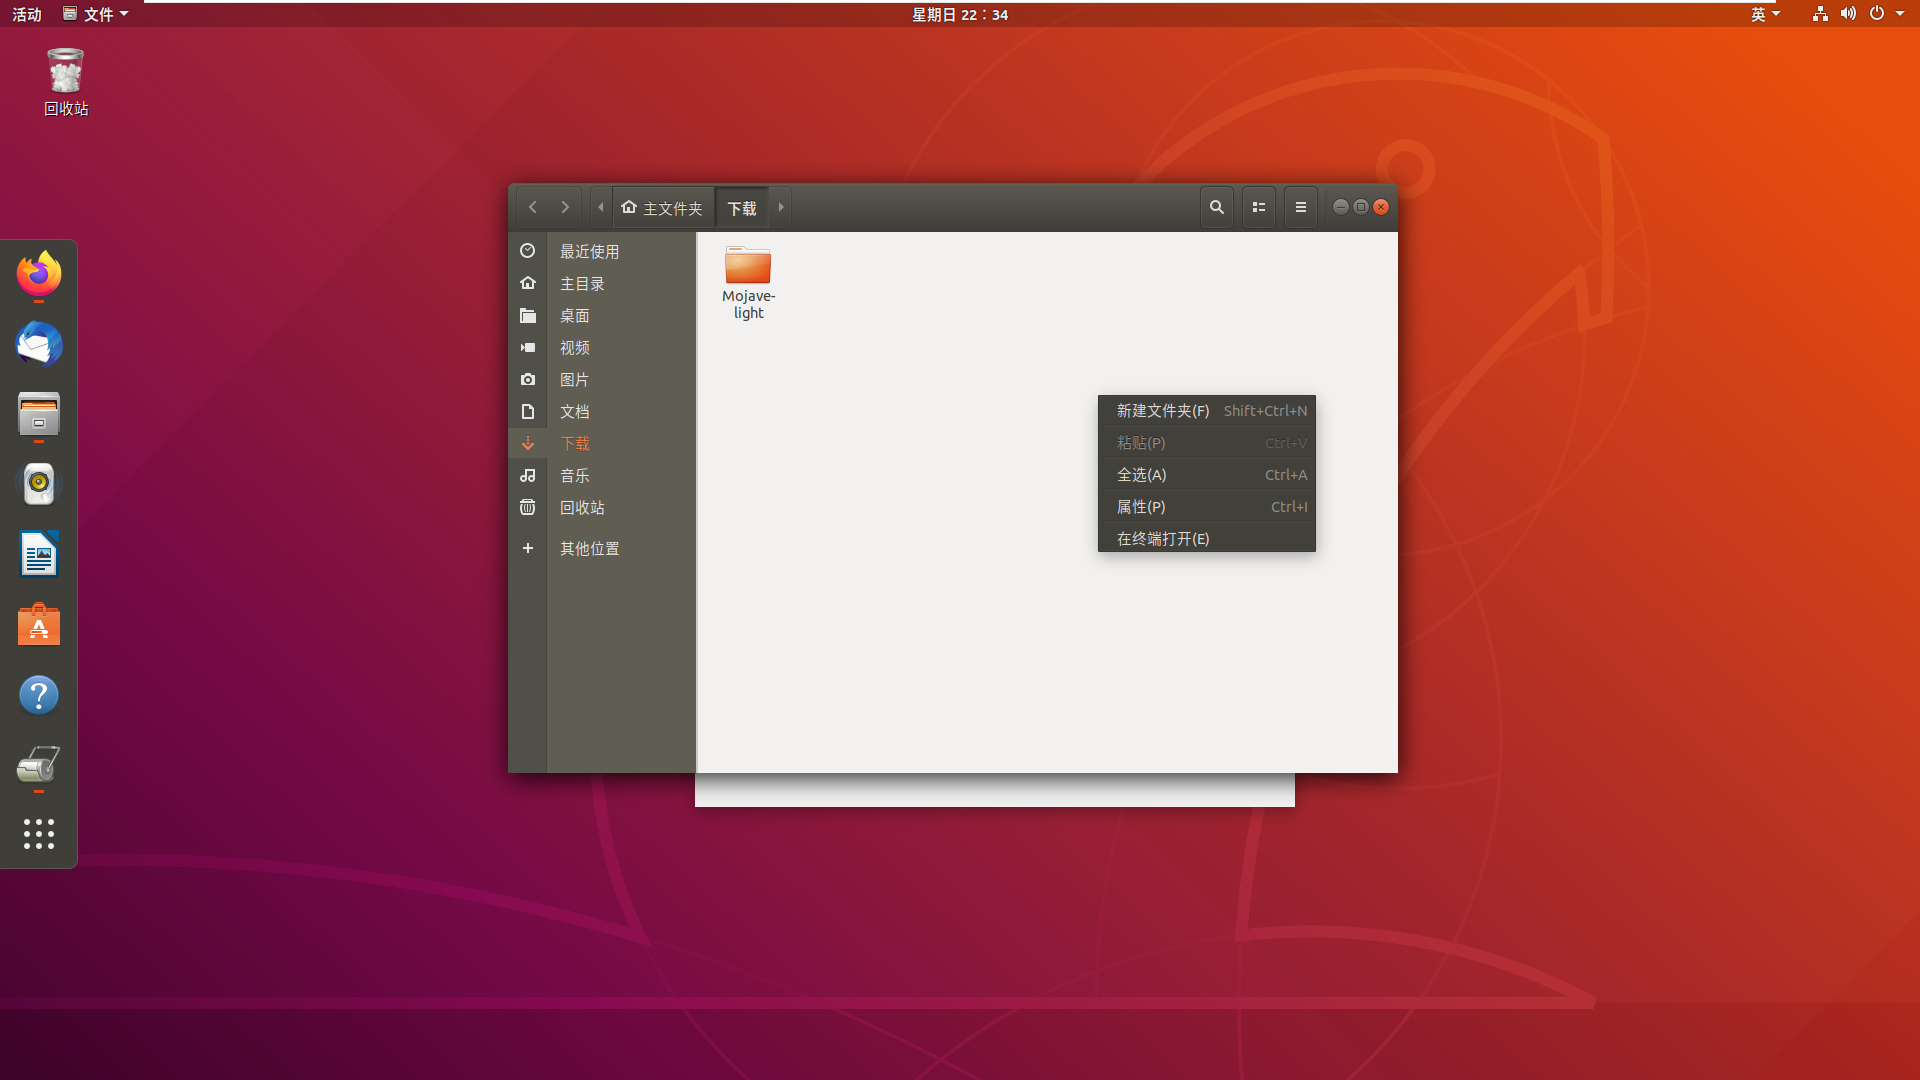 活动 文件 星期日 22：34 英
回收站
主文件夹 下载
最近使用
主目录
桌面
视频
图片
文档
下载
音乐
回收站
其他位置
Mojave-
light
新建文件夹(F) Shift+Ctrl+N
粘贴(P) Ctrl+V
全选(A) Ctrl+A
属性(P) Ctrl+I
在终端打开(E)